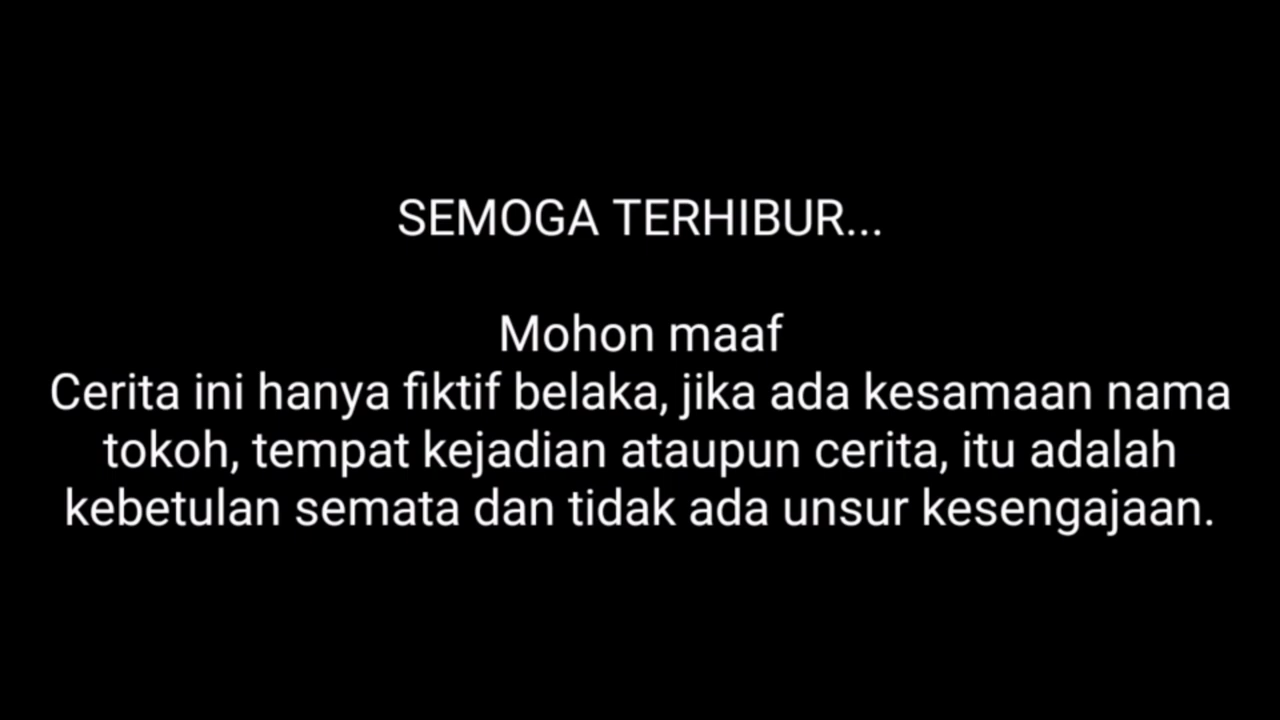 SEMOGA TERHIBUR...
Mohon maaf
Cerita ini hanya fiktif belaka, jika ada kesamaan nama
tokoh, tempat kejadian ataupun cerita, itu adalah
kebetulan semata dan tidak ada unsur kesengajaan.